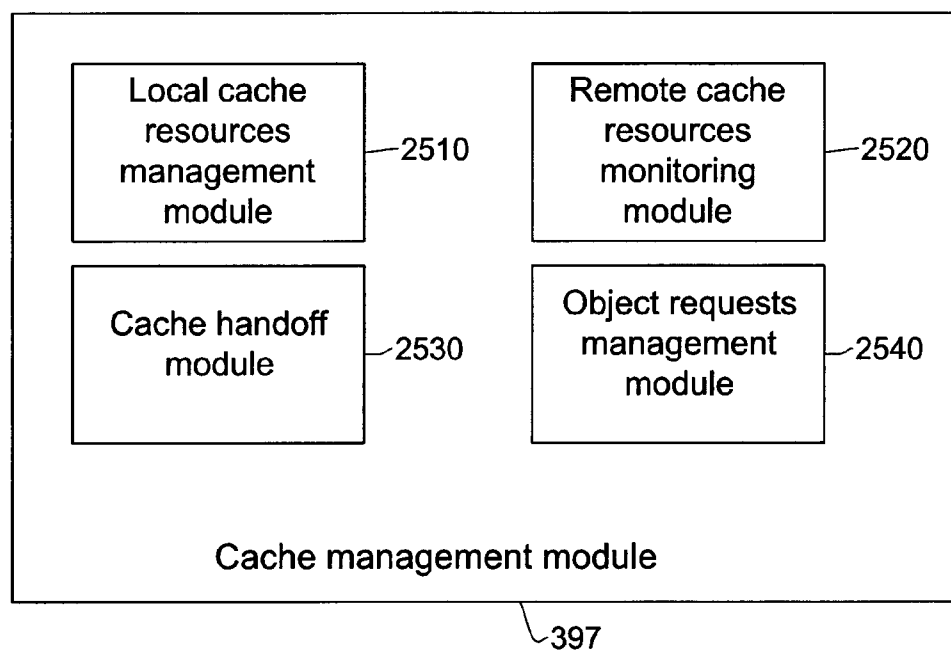 Local cache
resources
management
module
2510
Remote cache
resources
monitoring
module
2520
Cache handoff
module
2530
Object requests
management
module
2540
Cache management module
397